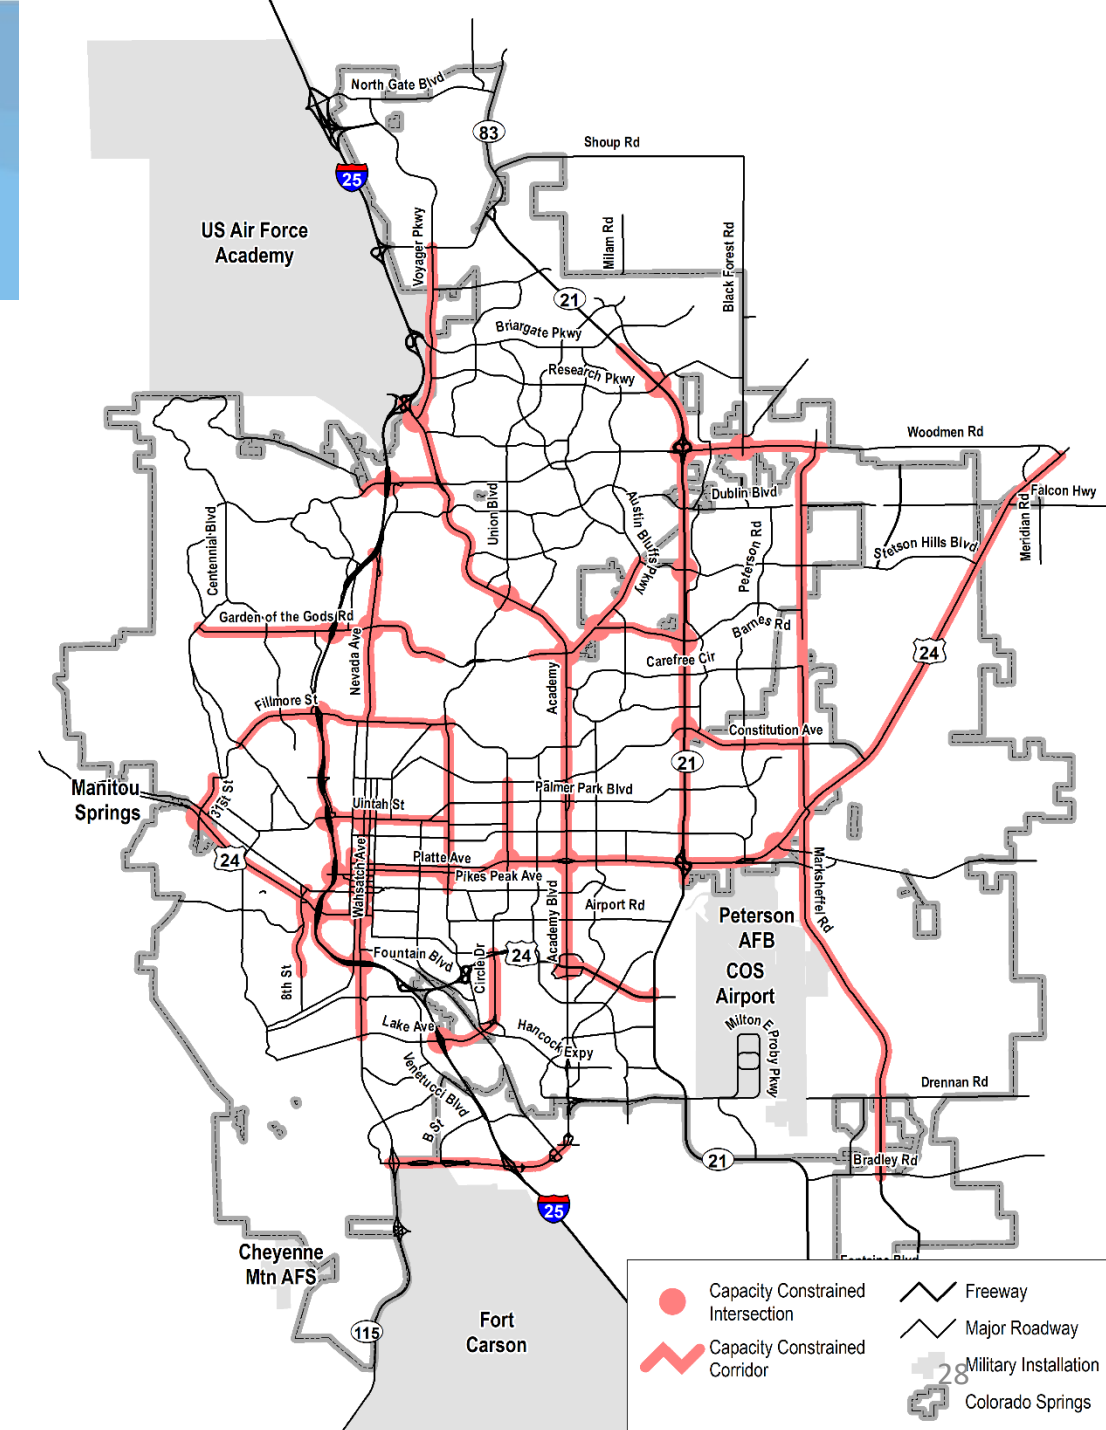 North Gate Blvd
83
Shoup Rd
25
US Air Force
Academy
Voyager Pkwy
Milam Rd
Black Forest Rd
21
Briargate Pkwy
Research Pkwy
Woodmen Rd
Dublin Blvd
Falcon Hwy
Meridian Rd
Union Blvd
Austin Bluffs Pkwy
Centennial Blvd
Peterson Rd
Stetson Hills Blvd
Garden of the Gods Rd
Barnes Rd
Nevada Ave
Carefree Cir
24
Academy
Fillmore St
Constitution Ave
21
Manitou
Springs
31st St
Palmer Park Blvd
Uintah St
24
Platte Ave
Pikes Peak Ave
Wahsatch Ave
Marksheffel Rd
Airport Rd
Academy Blvd
Peterson
AFB
COS
Airport
Fountain Blvd
24
Circle Dr
8th St
Lake Ave
Hancock Expy
Milton E Proby Pkwy
Venetucci Blvd
Drennan Rd
B St
21
Bradley Rd
25
Cheyenne
Mtn AFS
Fort
Carson
115
Capacity Constrained
Intersection
Capacity Constrained
Corridor
Freeway
Major Roadway
Military Installation
28
Colorado Springs